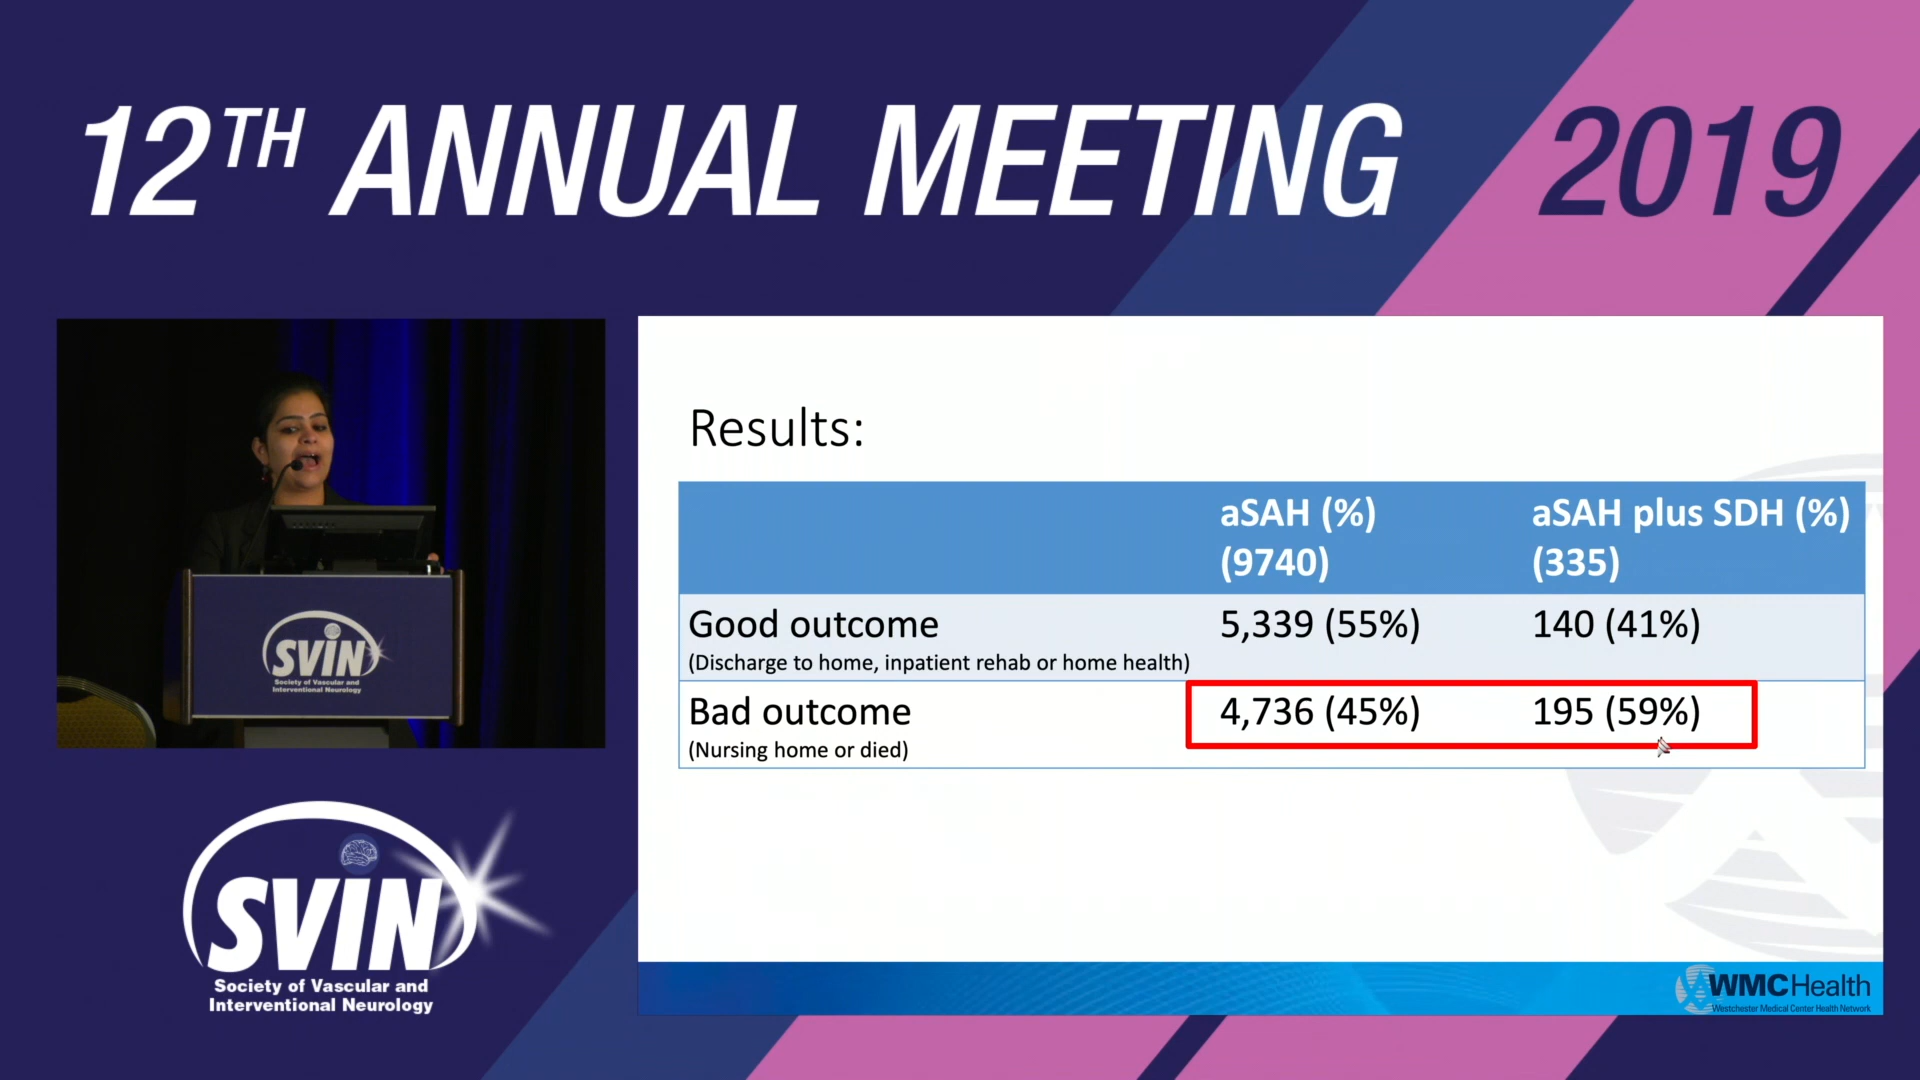 12TH ANNUAL MEETING 2019
SVIN
Society of Vascular and
Interventional Neurology
SVIN
Society of Vascular and
Interventional Neurology
Results:
aSAH (%) aSAH plus SDH (%)
(9740) (335)
Good outcome 5,339 (55%) 140 (41%)
(Discharge to home, inpatient rehab or home health)
Bad outcome 4,736 (45%) 195 (59%)
(Nursing home or died)
WMCHealth
Westchester Medical Center Health Network